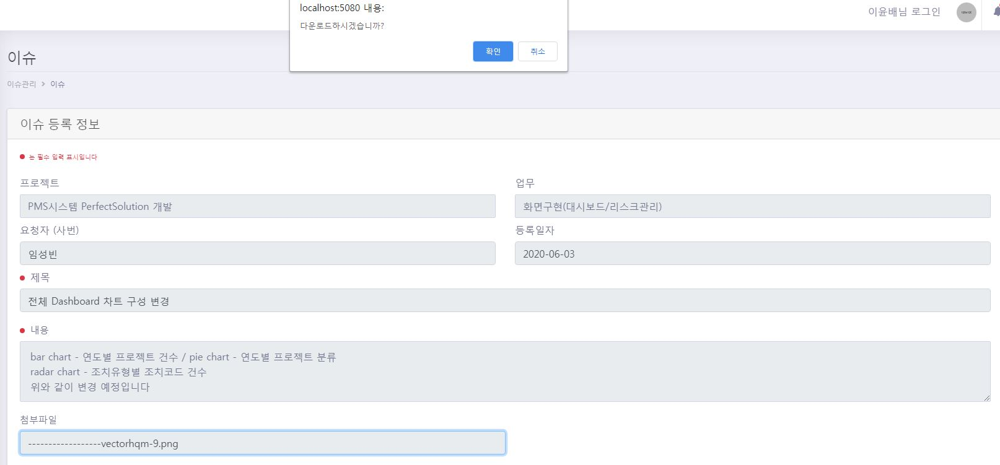 localhost:5080 내용:
다운로드하시겠습니까?
확인
취소
이윤배님 로그인
이슈
이슈관리 > 이슈
이슈 등록 정보
● 는 필수 입력 표시입니다
프로젝트
업무
PMS시스템 PerfectSolution 개발
화면구현(대시보드/리스크관리)
요청자 (사번)
등록일자
임성빈
2020-06-03
● 제목
전체 Dashboard 차트 구성 변경
● 내용
bar chart - 연도별 프로젝트 건수 / pie chart - 연도별 프로젝트 분류
radar chart - 조치유형별 조치코드 건수
위와 같이 변경 예정입니다
첨부파일
------------------vectorhqm-9.png